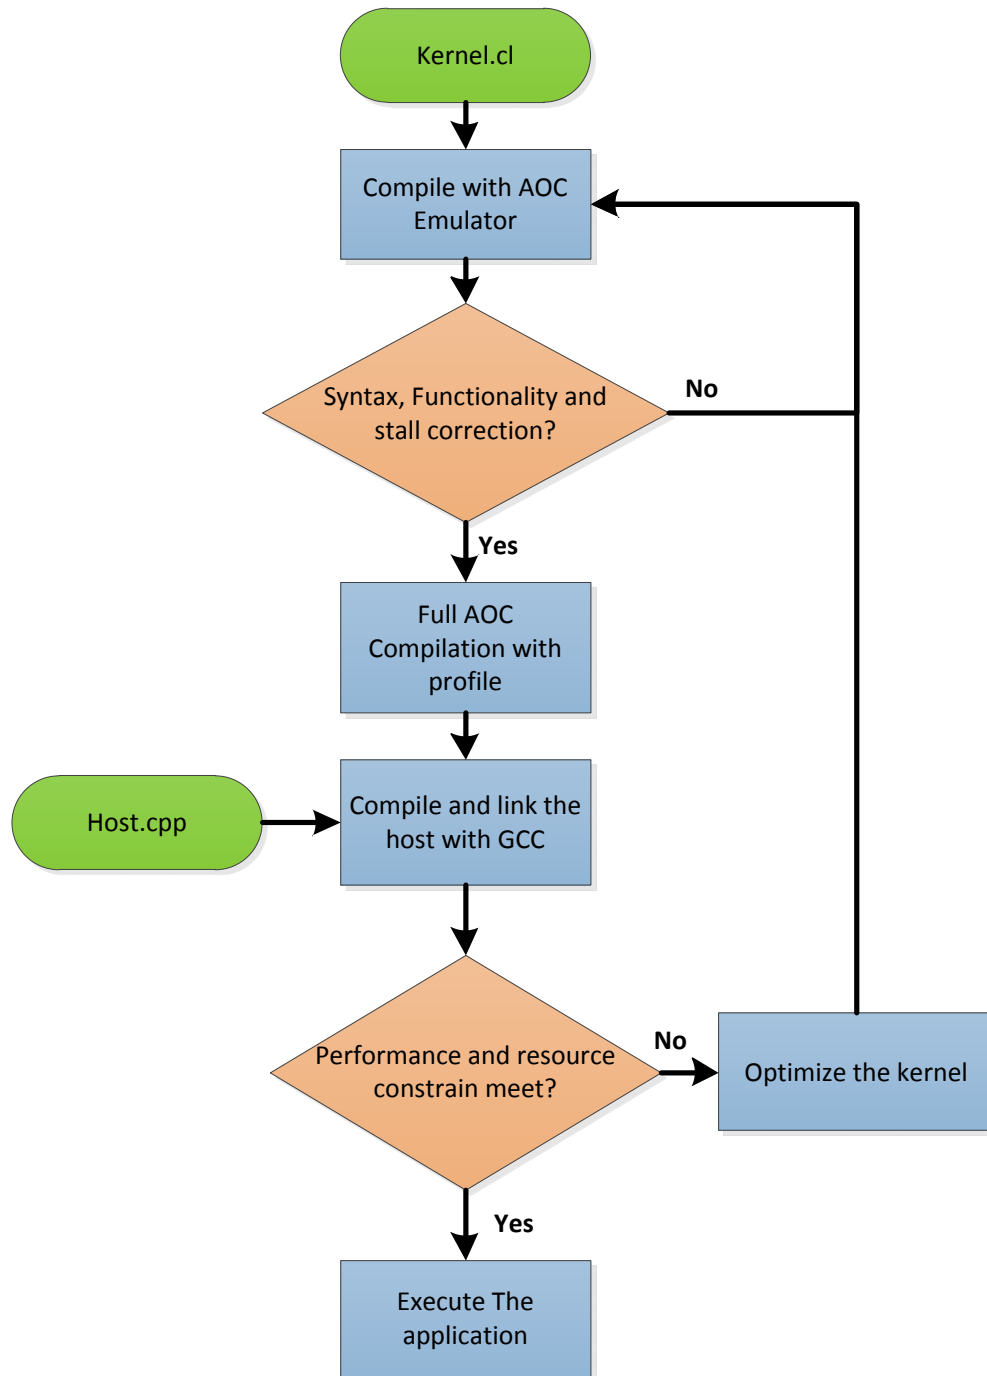 Kernel.cl
Compile with AOC
Emulator
Syntax, Functionality and
stall correction?
No
Yes
Full AOC
Compilation with
profile
Host.cpp
Compile and link the
host with GCC
Performance and resource
constrain meet?
No
Optimize the kernel
Yes
Execute The
application